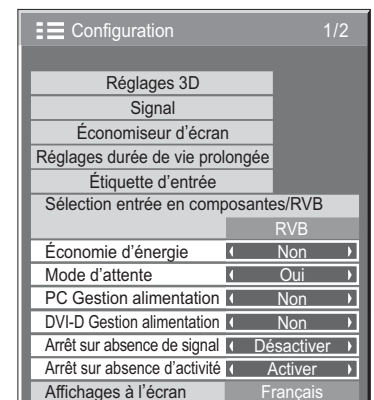 Configuration 1/2
Réglages 3D
Signal
Économiseur d'écran
Réglages durée de vie prolongée
Étiquette d'entrée
Sélection entrée en composantes/RVB
RVB
Économie d'énergie Non
Mode d'attente Oui
PC Gestion alimentation Non
DVI-D Gestion alimentation Non
Arrêt sur absence de signal Désactiver
Arrêt sur absence d'activité Activer
Affichages à l'écran Français